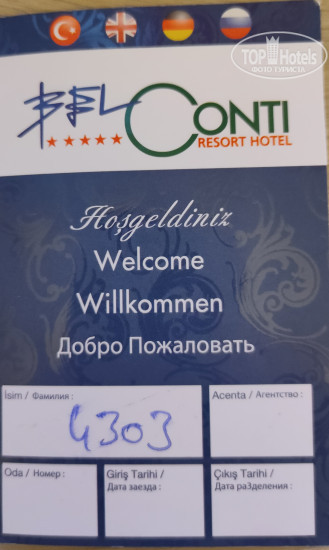 TOP Hotels
ФОТО ТУРИСТА
BEL CONTI
RESORT HOTEL
Hoşgeldiniz
Welcome
Willkommen
Добро Пожаловать
İsim / Фамилия :
Acenta / Агентство :
4303
Oda / Номер :
Giriş Tarihi /
Дата заезда :
Çıkış Tarihi /
Дата раЗделения :